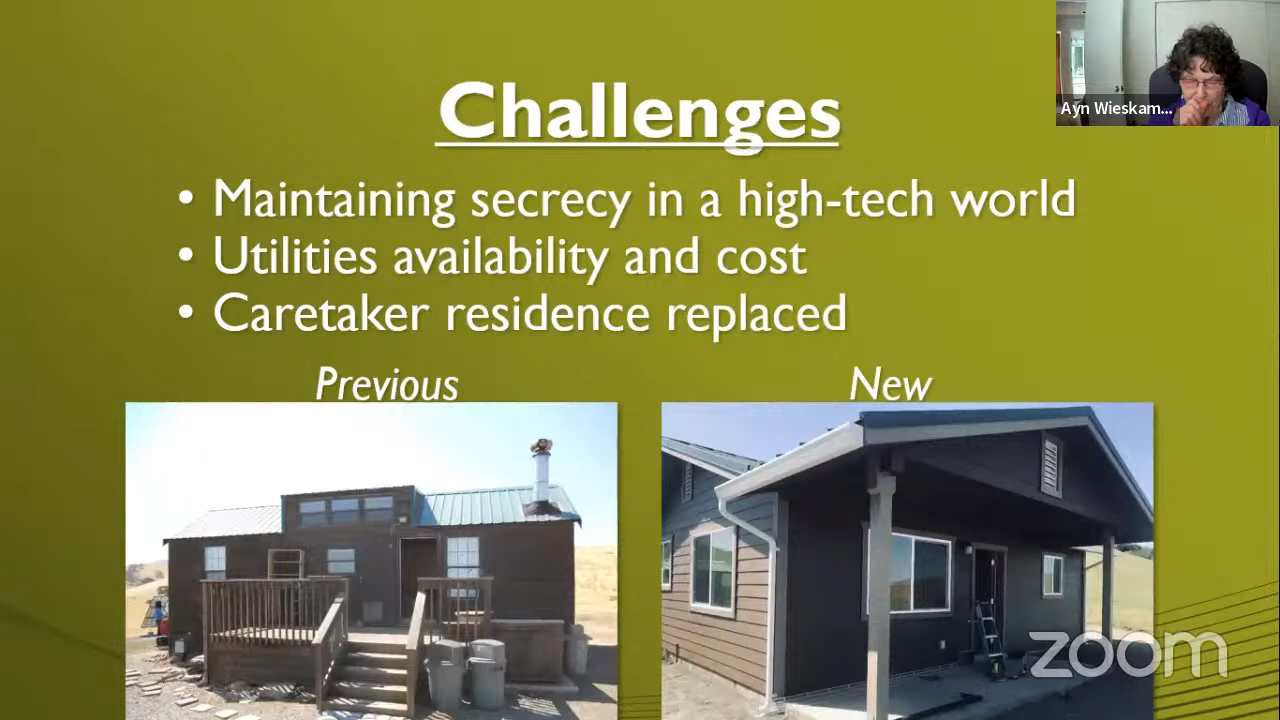 Challenges
Ayn Wieskam...
• Maintaining secrecy in a high-tech world
• Utilities availability and cost
• Caretaker residence replaced
Previous
New
zoom